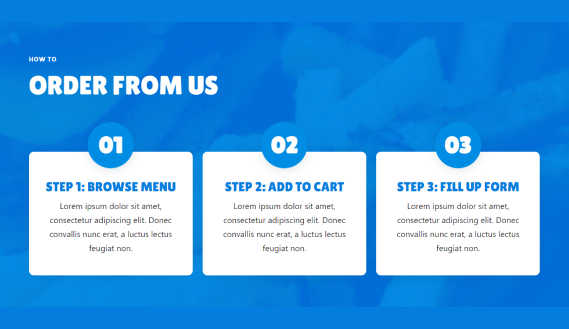 HOW TO
ORDER FROM US
01
STEP 1: BROWSE MENU
Lorem ipsum dolor sit amet,
consectetur adipiscing elit. Donec
convallis nunc erat, a luctus lectus
feugiat non.
02
STEP 2: ADD TO CART
Lorem ipsum dolor sit amet,
consectetur adipiscing elit. Donec
convallis nunc erat, a luctus lectus
feugiat non.
03
STEP 3: FILL UP FORM
Lorem ipsum dolor sit amet,
consectetur adipiscing elit. Donec
convallis nunc erat, a luctus lectus
feugiat non.